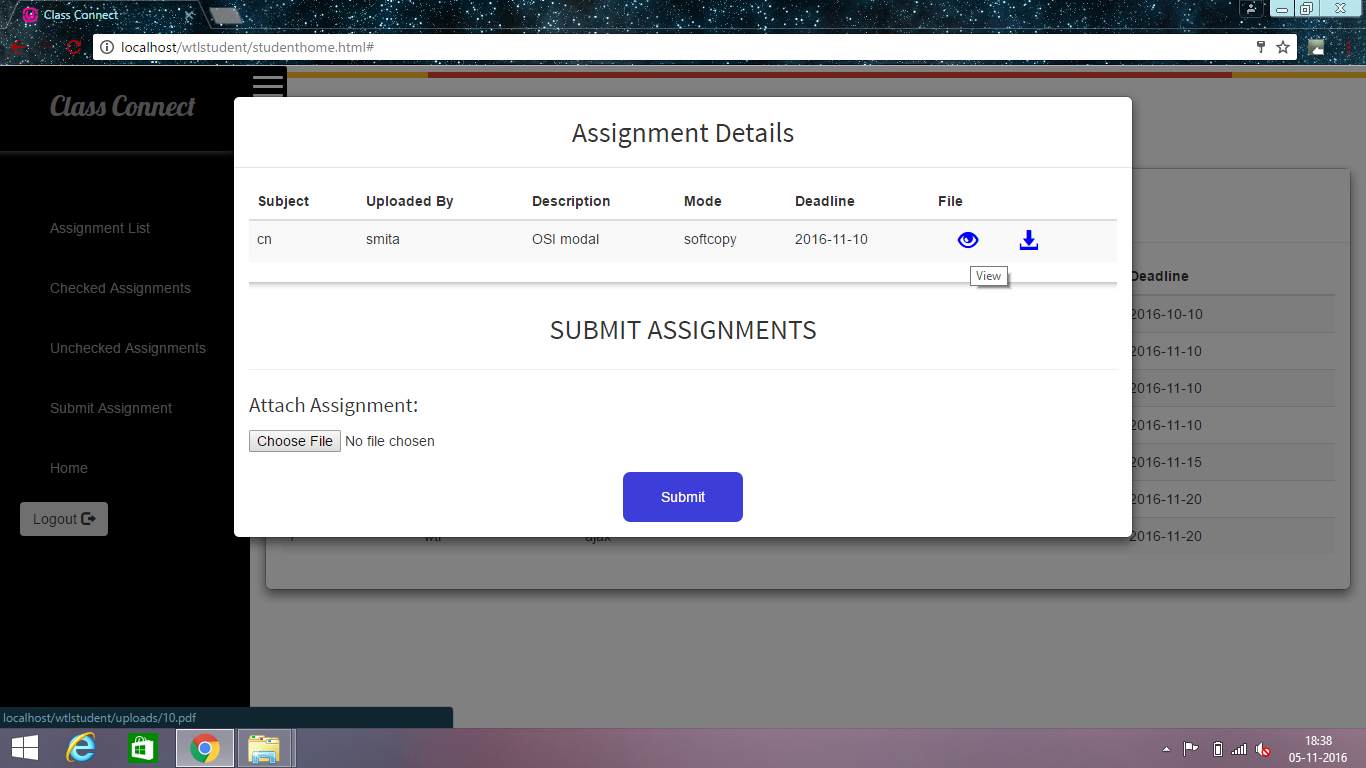 Class Connect
localhost/wtlstudent/studenthome.html#
Class Connect
Assignment Details
Subject Uploaded By Description Mode Deadline File
cn smita OSI modal softcopy 2016-11-10
View
SUBMIT ASSIGNMENTS
Attach Assignment:
Choose File No file chosen
Submit
Assignment List
Checked Assignments
Unchecked Assignments
Submit Assignment
Home
Logout
Deadline
2016-10-10
2016-11-10
2016-11-10
2016-11-10
2016-11-15
2016-11-20
ajax 2016-11-20
localhost/wtlstudent/uploads/10.pdf
18:38
05-11-2016